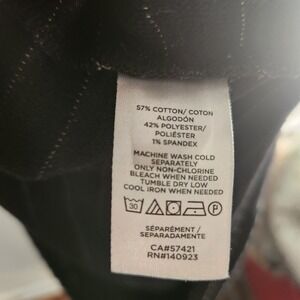 57% COTTON/ COTON
ALGODÓN
42% POLYESTER/
POLIÉSTER
1% SPANDEX
MACHINE WASH COLD
SEPARATELY
ONLY NON-CHLORINE
BLEACH WHEN NEEDED
TUMBLE DRY LOW
COOL IRON WHEN NEEDED
30 P
SÉPARÉMENT /
SEPARADAMENTE
CA#57421
RN#140923